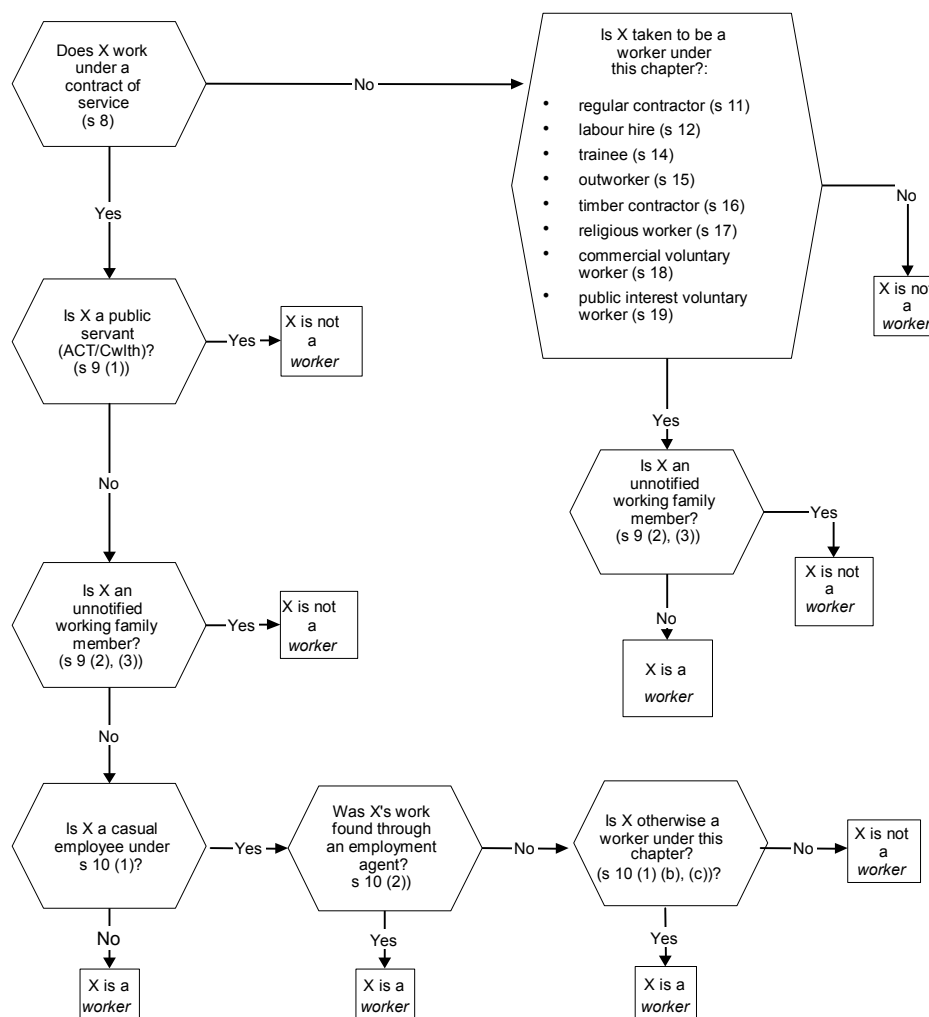 Does X work
under a
contract of
service
(s 8)
No
Is X taken to be a
worker under
this chapter?:
• regular contractor (s 11)
• labour hire (s 12)
• trainee (s 14)
• outworker (s 15)
• timber contractor (s 16)
• religious worker (s 17)
• commercial voluntary
worker (s 18)
• public interest voluntary
worker (s 19)
No
X is not
a
worker
Yes
Is X a public
servant
(ACT/Cwlth)?
(s 9 (1))
Yes
X is not
a
worker
Yes
Is X an
unnotified
working family
member?
(s 9 (2), (3))
Yes
X is not
a
worker
No
X is a
worker
No
Is X an
unnotified
working family
member?
(s 9 (2), (3))
Yes
X is not
a
worker
No
Is X a casual
employee under
s 10 (1)?
Yes
Was X's work
found through
an employment
agent?
s 10 (2))
No
Is X otherwise a
worker under this
chapter?
(s 10 (1) (b), (c))?
No
X is not
a
worker
No
X is a
worker
Yes
X is a
worker
Yes
X is a
worker